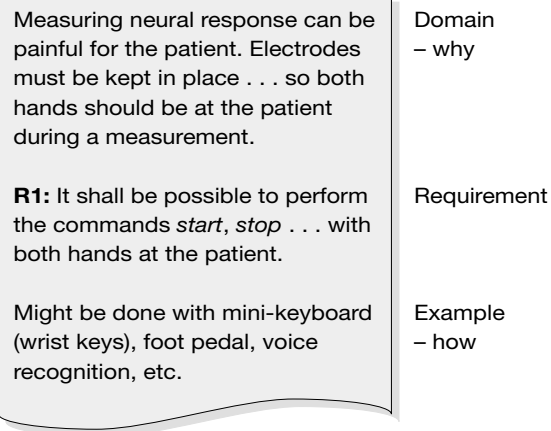 Measuring neural response can be
painful for the patient. Electrodes
must be kept in place . . . so both
hands should be at the patient
during a measurement.
Domain
– why
R1: It shall be possible to perform
the commands start, stop . . . with
both hands at the patient.
Requirement
Might be done with mini-keyboard
(wrist keys), foot pedal, voice
recognition, etc.
Example
– how